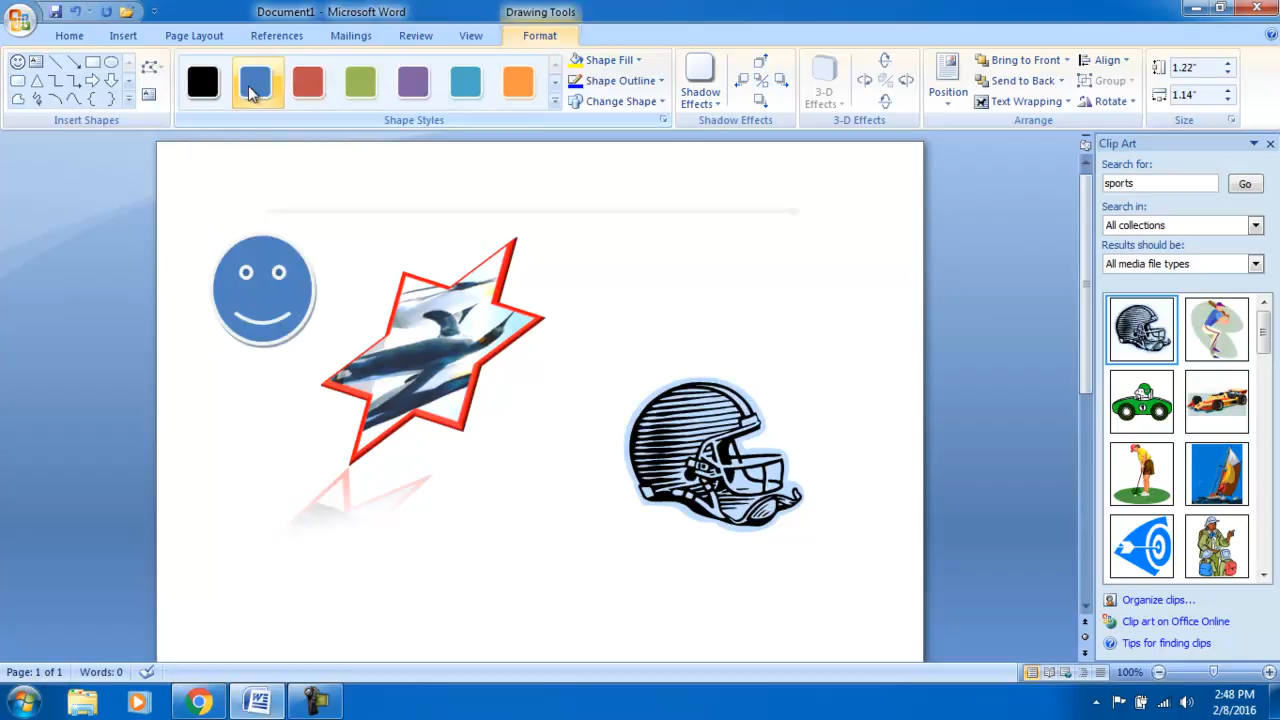 Document1 - Microsoft Word
Drawing Tools
Home
Insert
Page Layout
References
Mailings
Review
View
Format
Shape Fill
Shape Outline
Change Shape
Shadow
Effects
3-D
Effects
Position
Bring to Front
Send to Back
Text Wrapping
Align
Group
Rotate
1.22"
1.14"
Insert Shapes
Shape Styles
Shadow Effects
3-D Effects
Arrange
Size
Clip Art
Search for:
sports
Go
Search in:
All collections
Results should be:
All media file types
Organize clips...
Clip art on Office Online
Tips for finding clips
Page: 1 of 1
Words: 0
100%
2:48 PM
2/8/2016